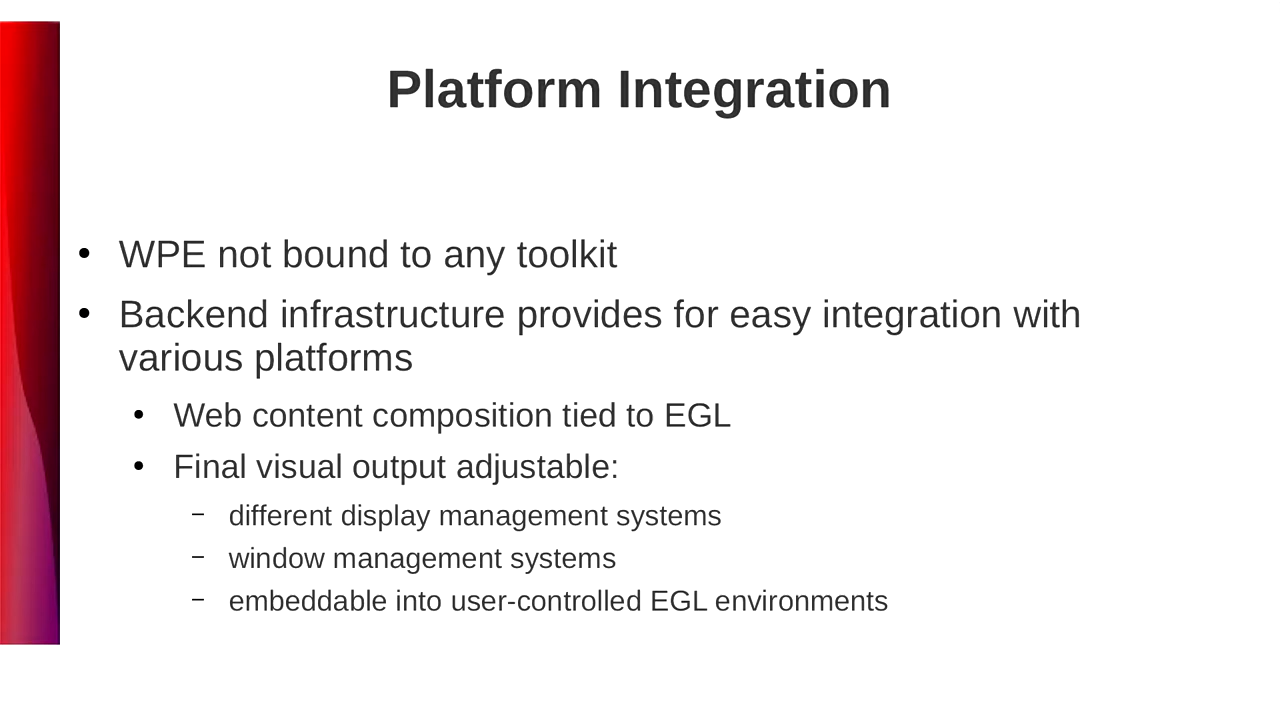 Platform Integration
• WPE not bound to any toolkit
• Backend infrastructure provides for easy integration with
various platforms
• Web content composition tied to EGL
• Final visual output adjustable:
– different display management systems
– window management systems
– embeddable into user-controlled EGL environments